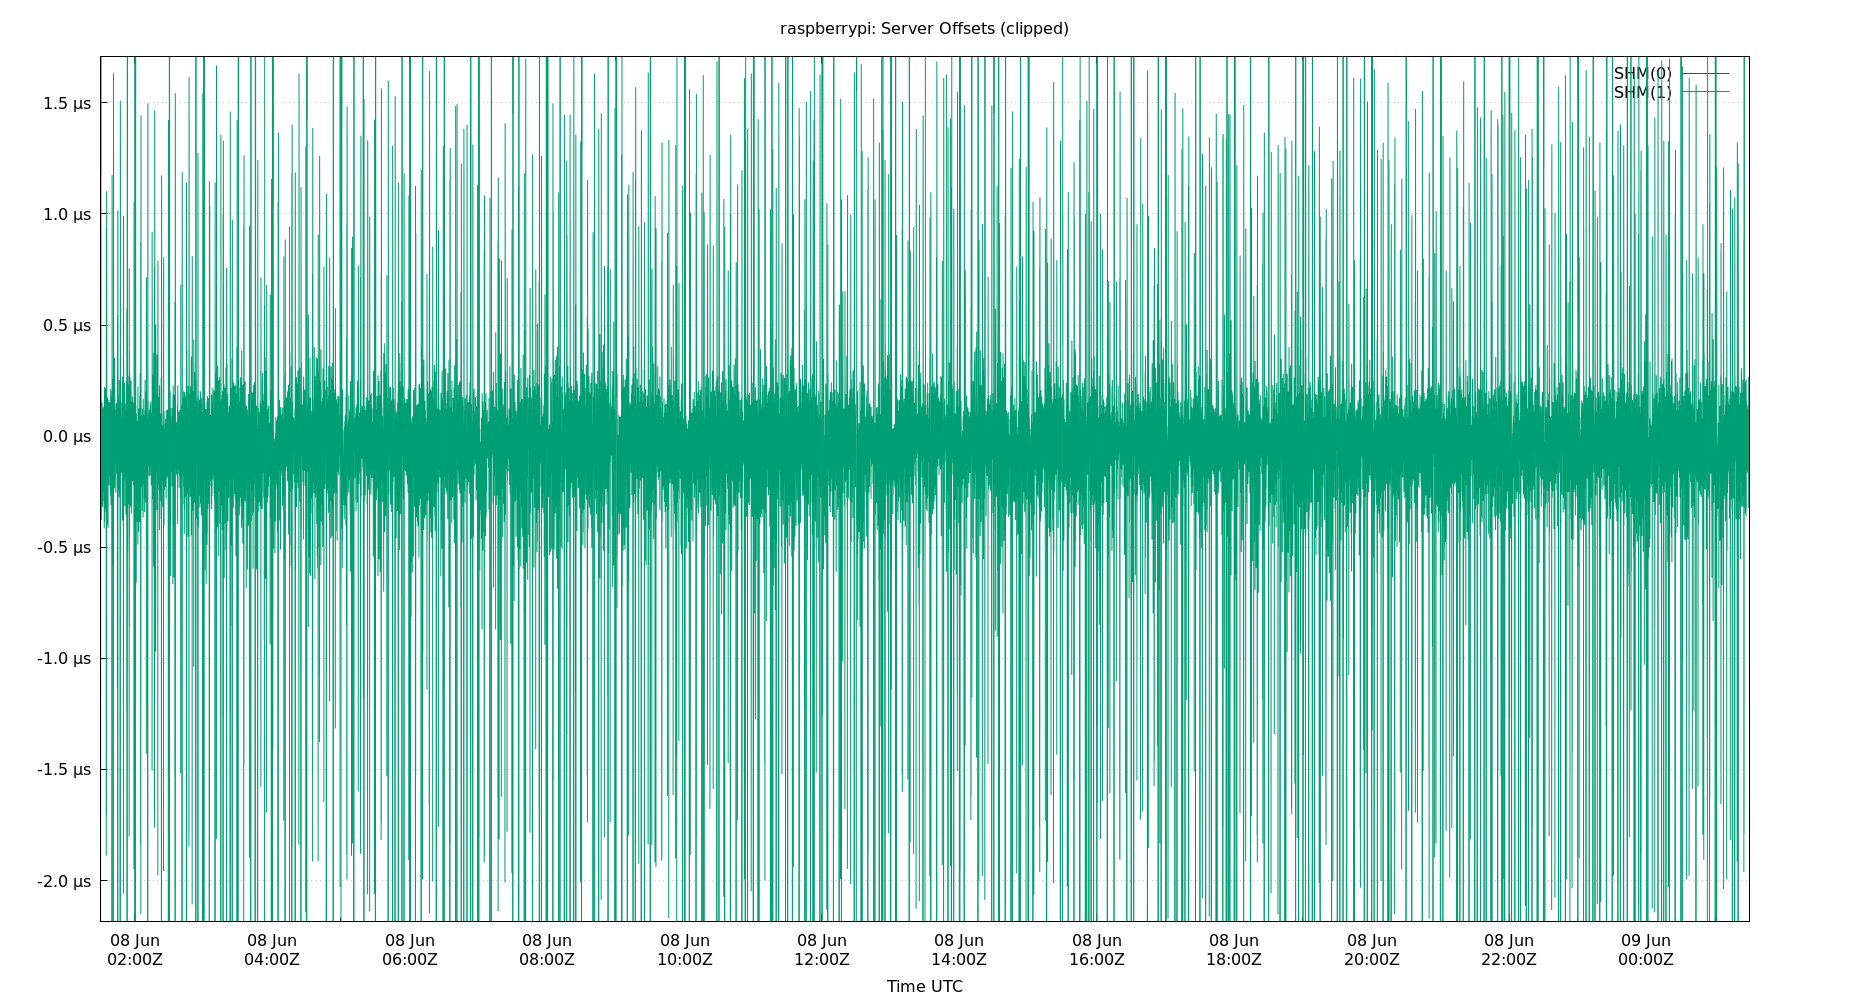 raspberrypi: Server Offsets (clipped)
SHM(0)
SHM(1)
1.5 µs
1.0 µs
0.5 µs
0.0 µs
-0.5 µs
-1.0 µs
-1.5 µs
-2.0 µs
08 Jun 08 Jun 08 Jun 08 Jun 08 Jun 08 Jun 08 Jun 08 Jun 08 Jun 08 Jun 08 Jun 09 Jun
02:00Z 04:00Z 06:00Z 08:00Z 10:00Z 12:00Z 14:00Z 16:00Z 18:00Z 20:00Z 22:00Z 00:00Z
Time UTC